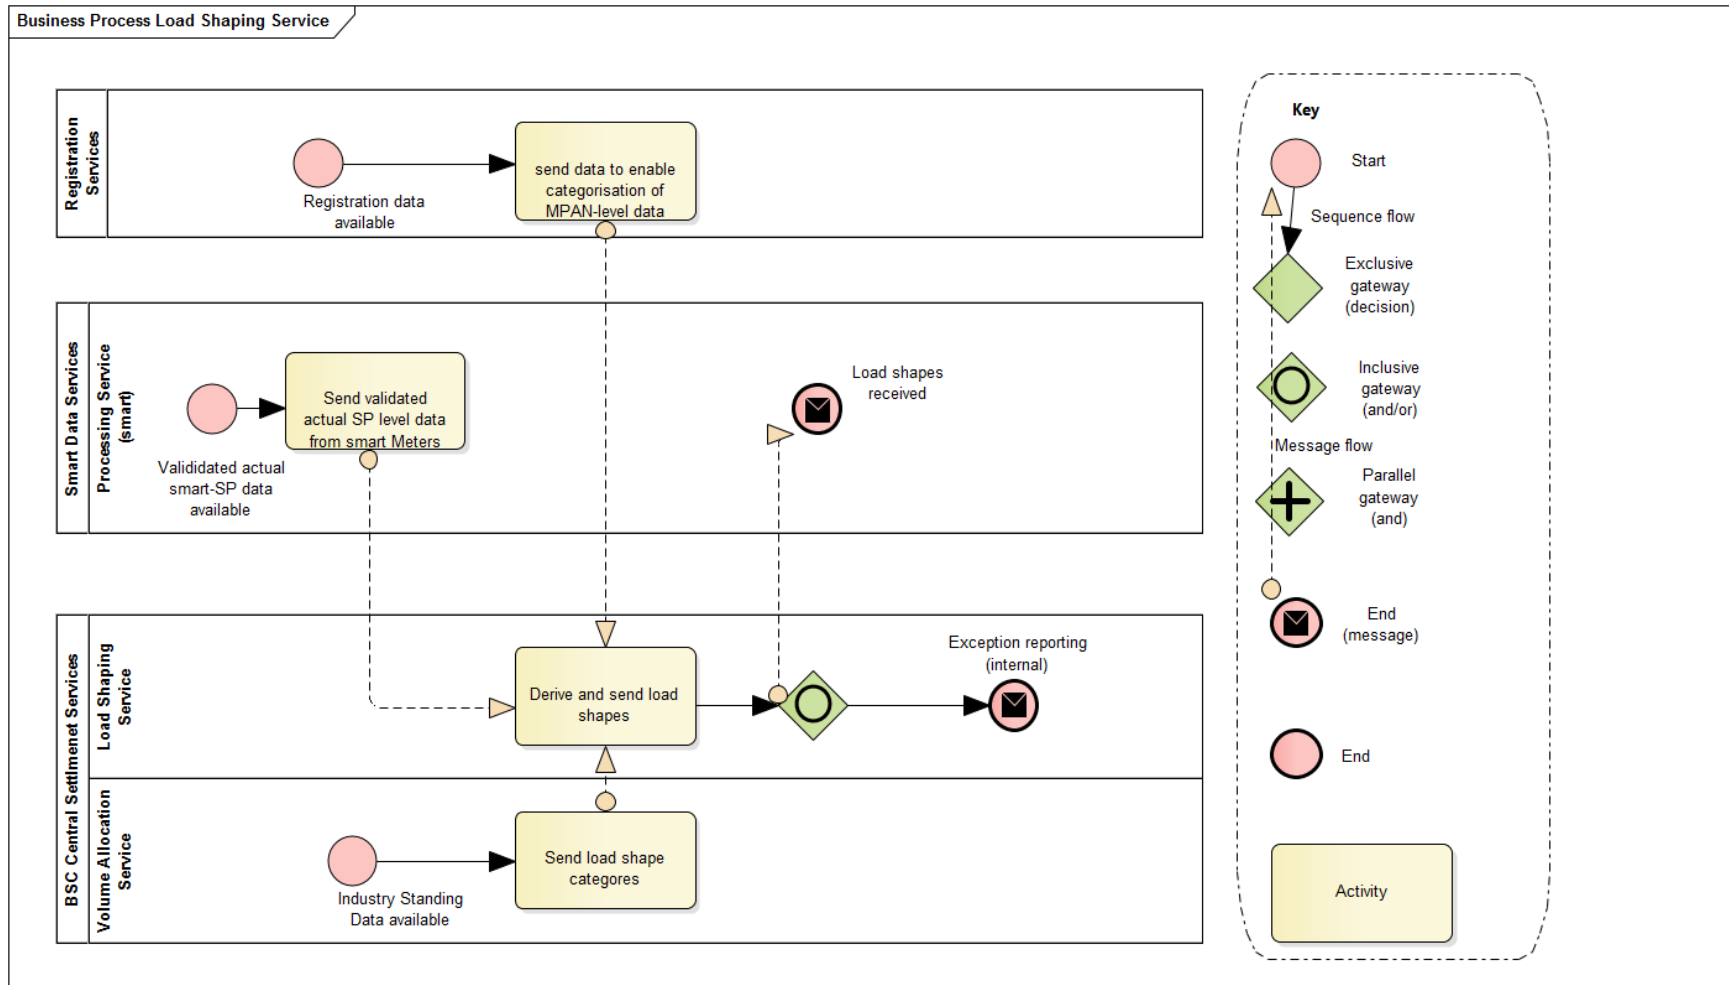 Business Process Load Shaping Service
Registration
Services
Registration data
available
send data to enable
categorisation of
MPAN-level data
Smart Data Services
Processing Service
(smart)
Valididated actual
smart-SP data
available
Send validated
actual SP level data
from smart Meters
Load shapes
received
BSC Central Setlmenet Services
Load Shaping
Service
Derive and send load
shapes
Exception reporting
(internal)
Volume Allocation
Service
Industry Standing
Data available
Send load shape
categores
Key
Start
Sequence flow
Exclusive
gateway
(decision)
Inclusive
gateway
(and/or)
Message flow
Parallel
gateway
(and)
End
(message)
End
Activity